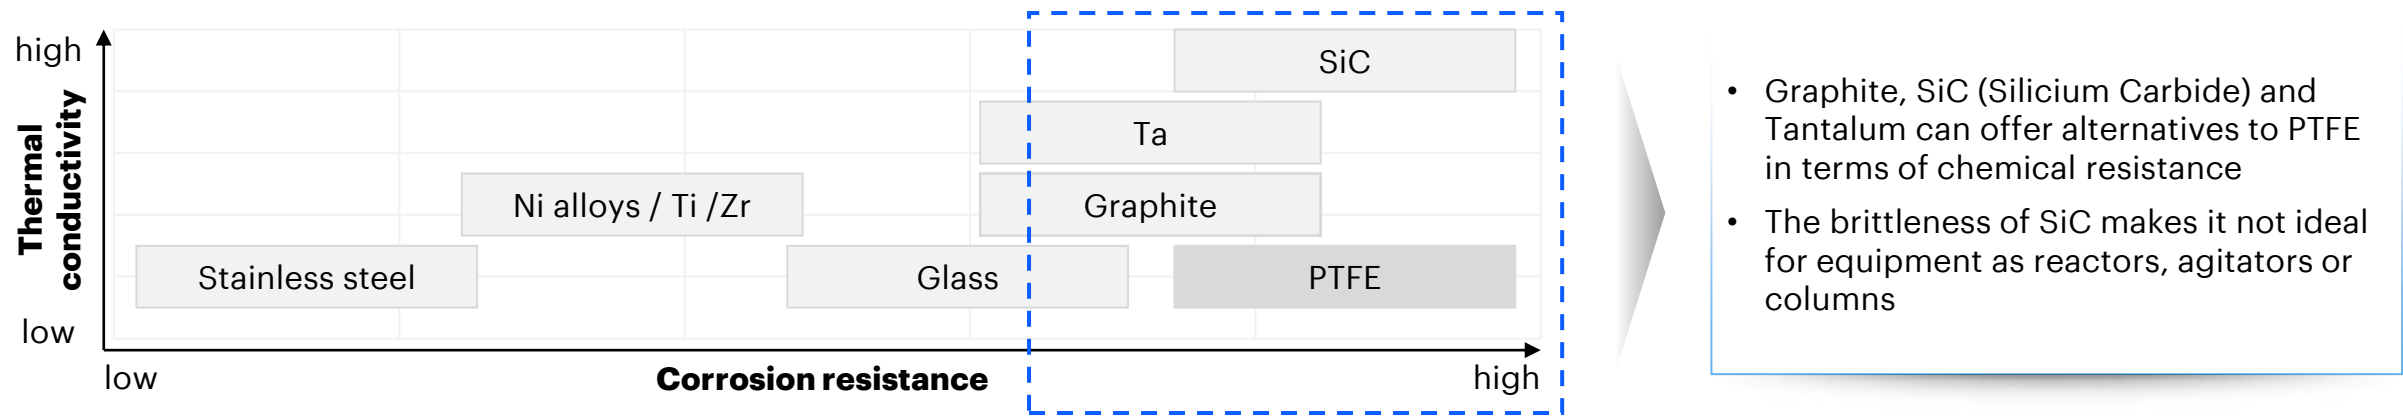 high
Thermal
conductivity
low
SiC
Ta
Ni alloys / Ti /Zr
Graphite
Stainless steel
Glass
PTFE
low
Corrosion resistance
high
• Graphite, SiC (Silicium Carbide) and
Tantalum can offer alternatives to PTFE
in terms of chemical resistance
• The brittleness of SiC makes it not ideal
for equipment as reactors, agitators or
columns